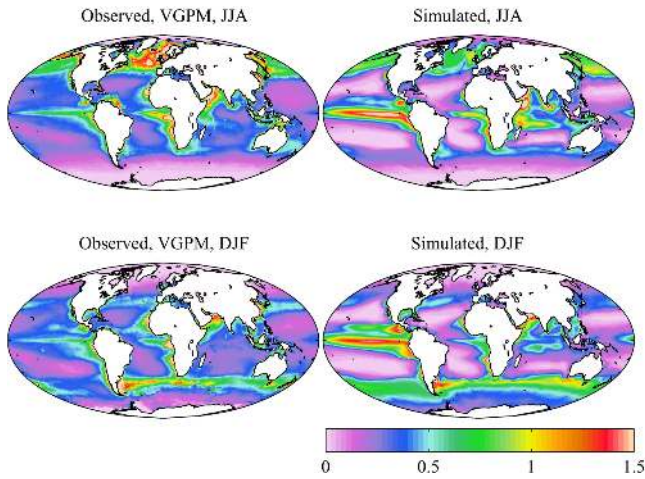 Observed, VGPM, JJA
Simulated, JJA
Observed, VGPM, DJF
Simulated, DJF
0 0.5 1 1.5